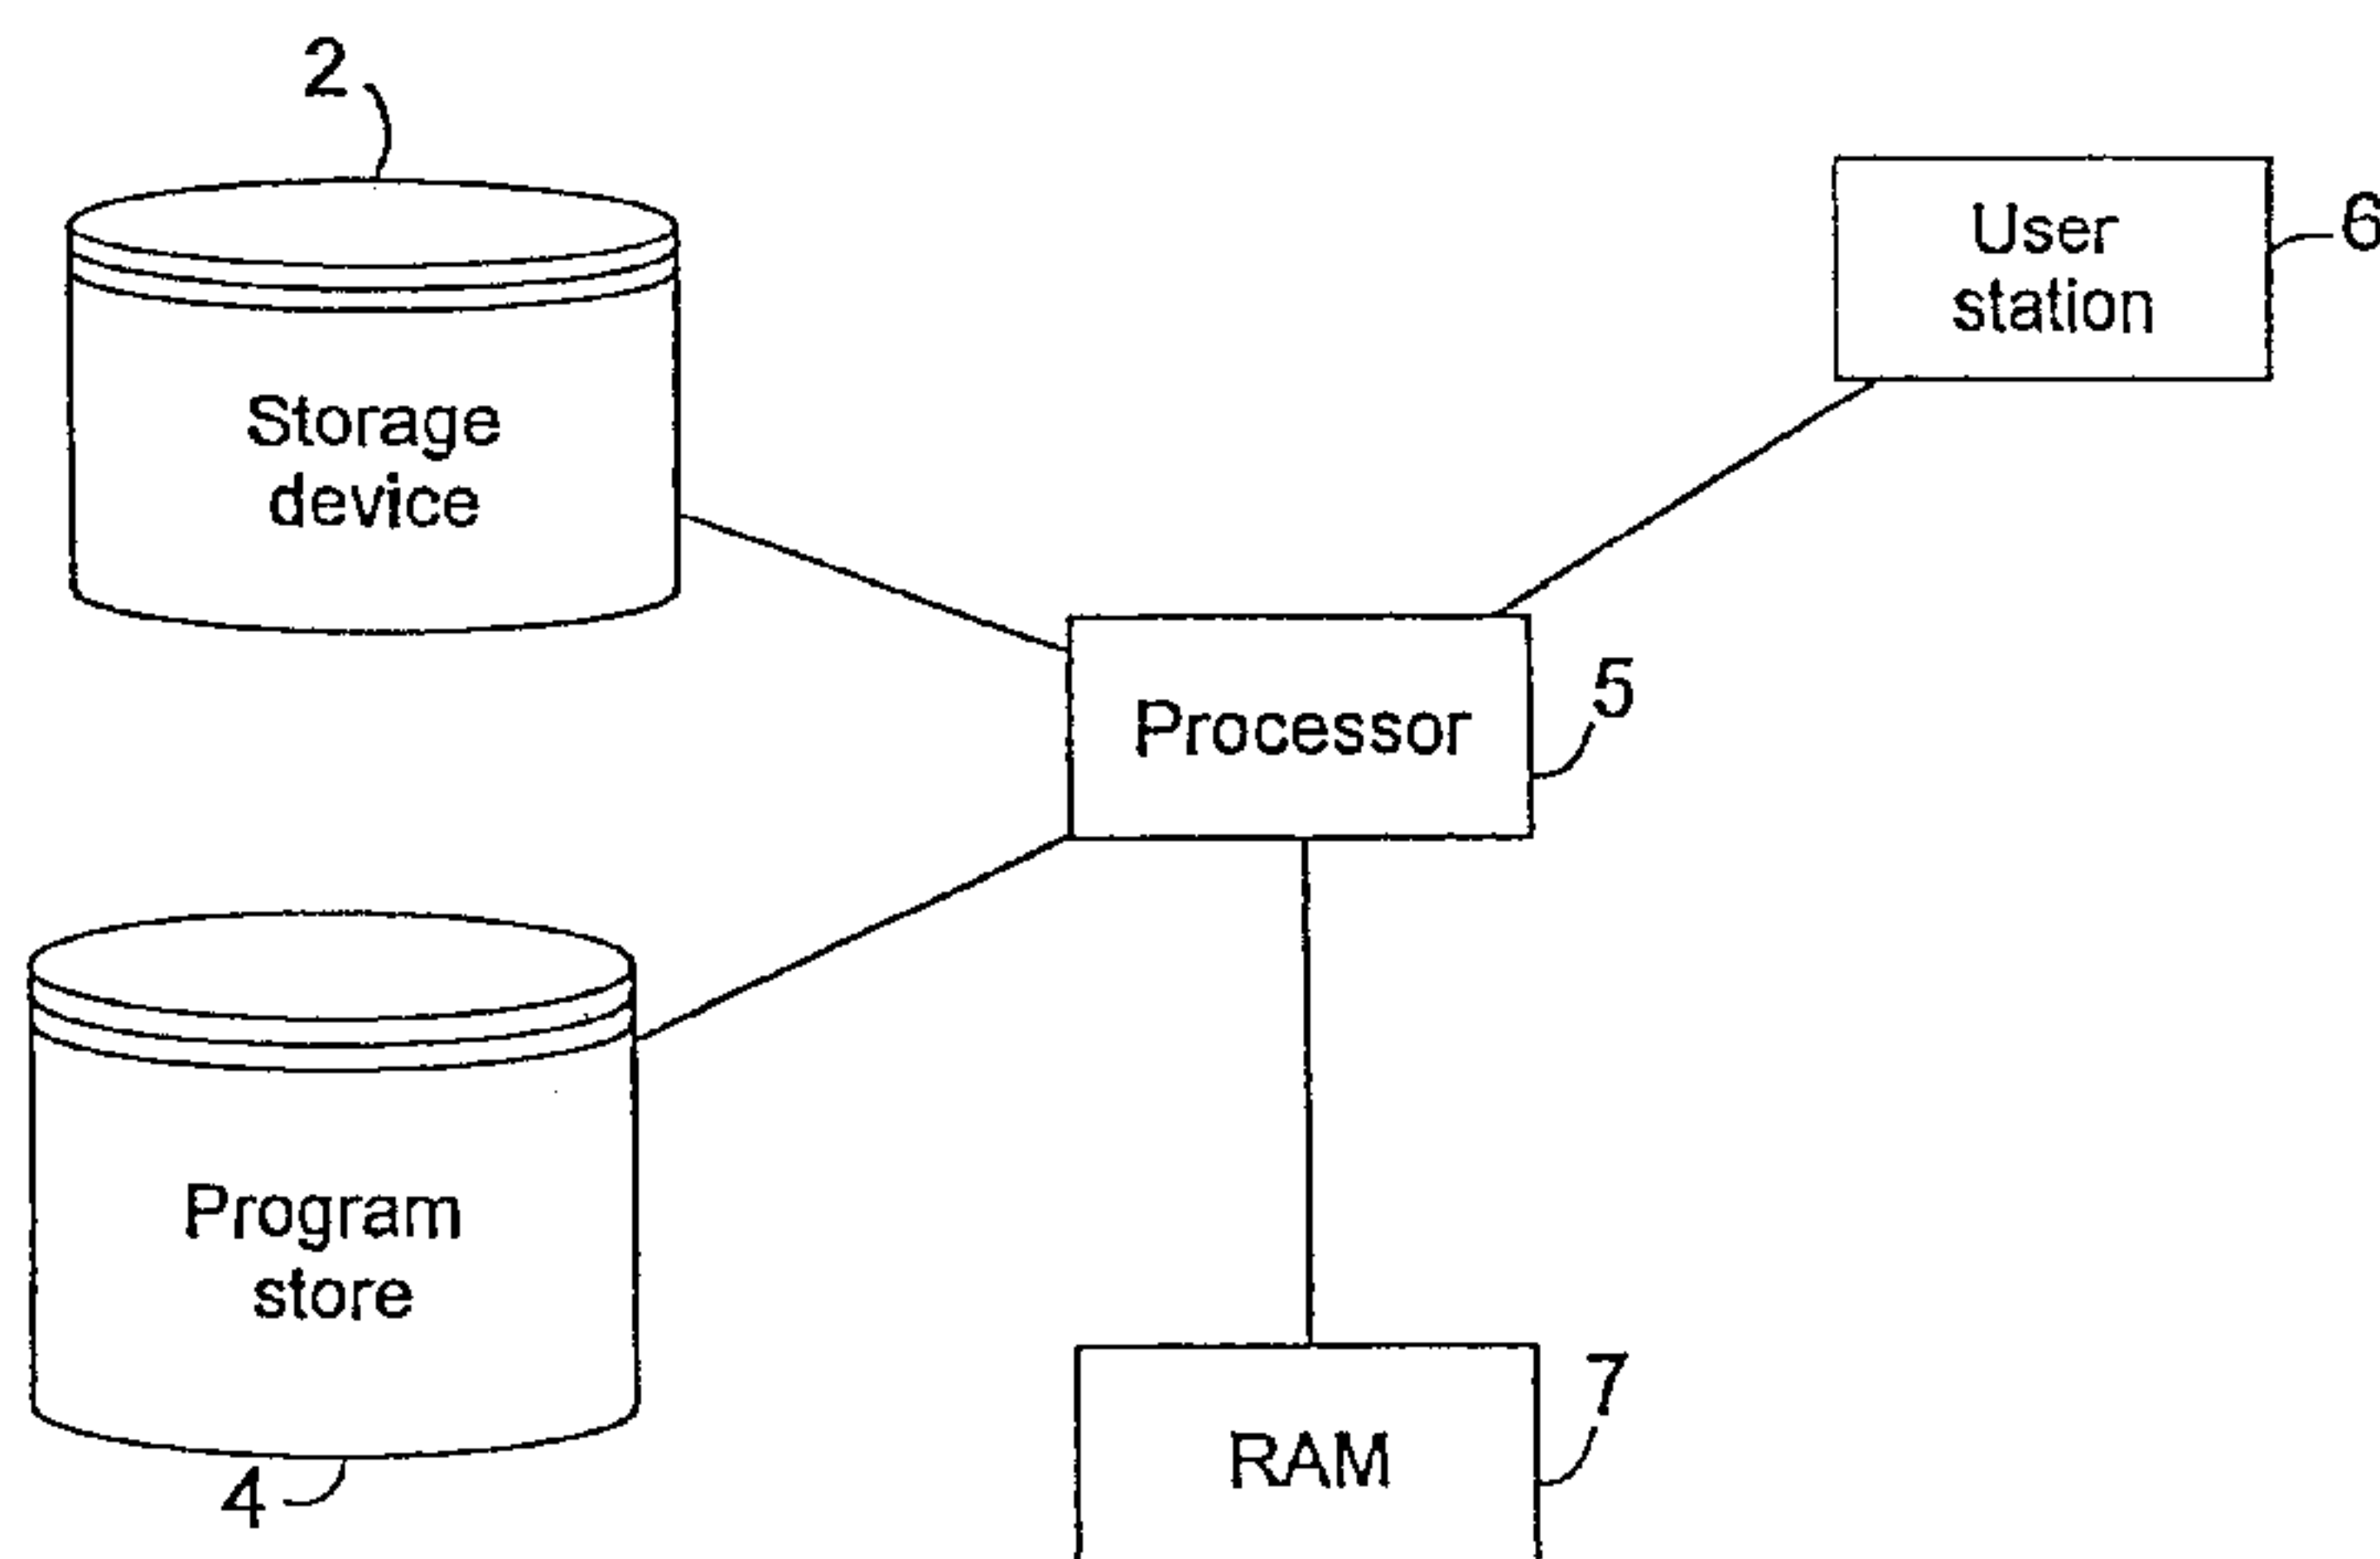 2
User
station
6
Storage
device
Processor
5
Program
store
4
RAM
7